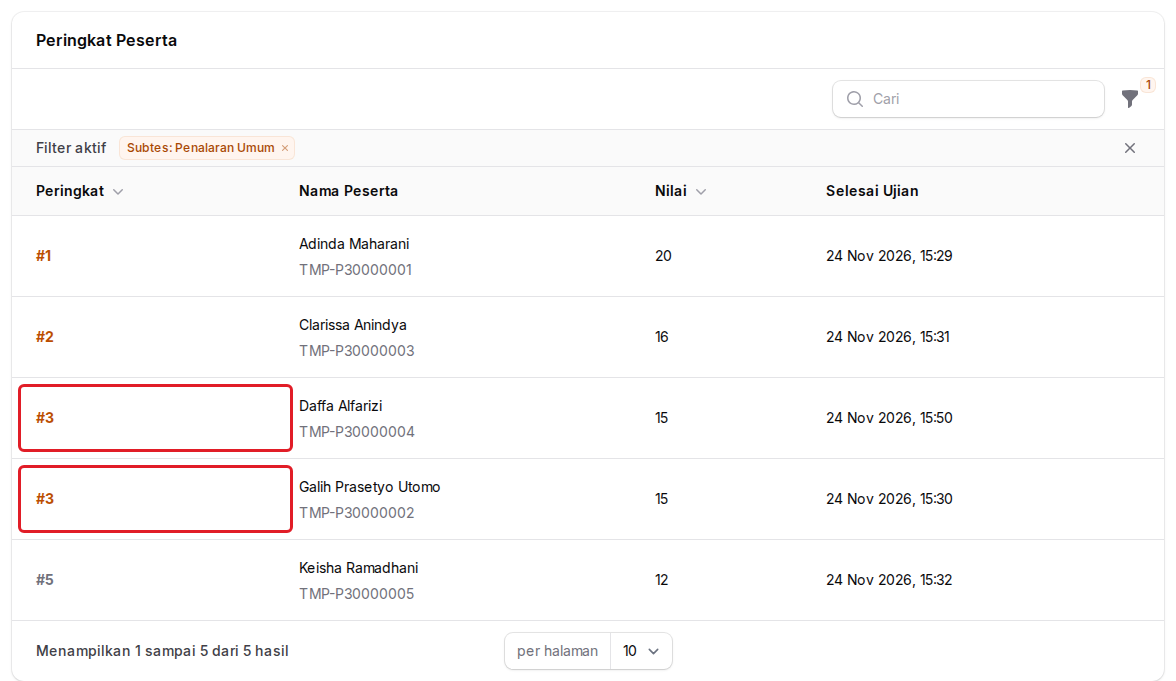 Peringkat Peserta
Cari
1
Filter aktif Subtes: Penalaran Umum ×
Peringkat Nama Peserta Nilai Selesai Ujian
#1 Adinda Maharani 20 24 Nov 2026, 15:29
TMP-P30000001
#2 Clarissa Anindya 16 24 Nov 2026, 15:31
TMP-P30000003
#3 Daffa Alfarizi 15 24 Nov 2026, 15:50
TMP-P30000004
#3 Galih Prasetyo Utomo 15 24 Nov 2026, 15:30
TMP-P30000002
#5 Keisha Ramadhani 12 24 Nov 2026, 15:32
TMP-P30000005
Menampilkan 1 sampai 5 dari 5 hasil per halaman 10